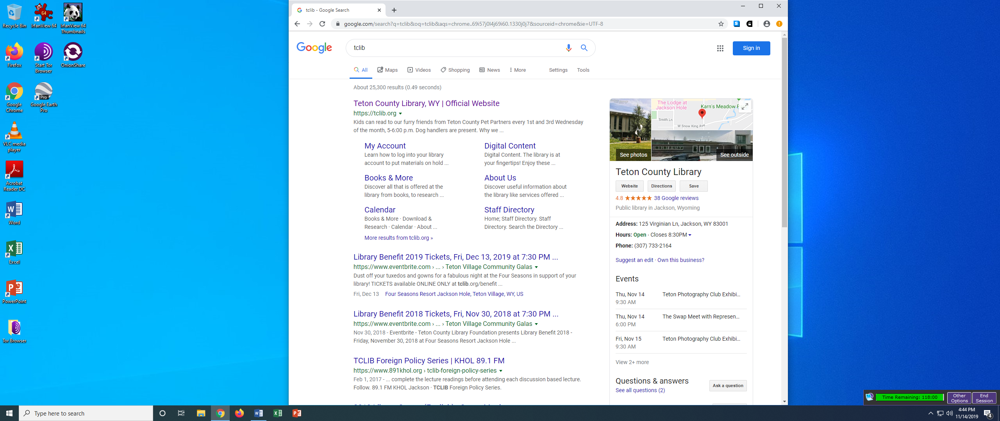 Recycle Bin
IrfanView 64
IrfanView 64
Thumbnails
Firefox
Start Tor
Browser
OnionShare
Google
Chrome
Pro
Google Earth
Pro
VLC media
player
Acrobat
Reader DC
Word
Excel
PowerPoint
Tor Browser
tclib - Google Search
google.com/search?q=tclib&oq=tclib&aqs=chrome..69i57j0l4j69i60.1330j0j7&sourceid=chrome&ie=UTF-8
Google
tclib
Sign in
All
Maps
Videos
Shopping
News
More
Settings
Tools
About 25,300 results (0.49 seconds)
Teton County Library, WY | Official Website
https://tclib.org
Kids can read to our furry friends from Teton County Pet Partners every 1st and 3rd Wednesday
of the month, 5-6:00 p.m. Dog handlers are present. Why we ...
My Account
Learn how to log into your library
account to put materials on hold ...
Digital Content
Digital Content. The library is at
your fingertips! Enjoy these ...
Books & More
Discover all that is offered at the
library from books, to research ...
About Us
Discover useful information about
the library like services offered ...
Calendar
Books & More · Download &
Research · Calendar · About ...
Staff Directory
Home; Staff Directory. Staff
Directory. Search the Directory ...
More results from tclib.org »
Library Benefit 2019 Tickets, Fri, Dec 13, 2019 at 7:30 PM ...
https://www.eventbrite.com › ... › Teton Village Community Galas
Dust off your tuxedos and gowns for a fabulous night at the Four Seasons in support of your
library! TICKETS available ONLINE ONLY at tclib.org/benefit ...
Fri, Dec 13 Four Seasons Resort Jackson Hole, Teton Village, WY, US
Library Benefit 2018 Tickets, Fri, Nov 30, 2018 at 7:30 PM ...
https://www.eventbrite.com › ... › Teton Village Community Galas
Nov 30, 2018 - Eventbrite - Teton County Library Foundation presents Library Benefit 2018 -
Friday, November 30, 2018 at Four Seasons Resort Jackson Hole ...
TCLIB Foreign Policy Series | KHOL 89.1 FM
https://www.891khol.org › tclib-foreign-policy-series
Feb 1, 2017 - ... complete the lecture readings before attending each discussion based lecture.
Follow. 89.1 FM KHOL Jackson · TCLIB Foreign Policy Series.
The Lodge at
Jackson Hole
Karn's Meadow
Smith Ln
W Snow King Ave
LIBRARY
See photos
See outside
Teton County Library
Website
Directions
Save
4.8 ★★★★★ 38 Google reviews
Public library in Jackson, Wyoming
Address: 125 Virginian Ln, Jackson, WY 83001
Hours: Open · Closes 8:30PM
Phone: (307) 733-2164
Suggest an edit · Own this business?
Events
Thu, Nov 14 Teton Photography Club Exhibi...
9:30 AM
Thu, Nov 14 The Swap Meet with Represen...
6:00 PM
Fri, Nov 15 Teton Photography Club Exhibi...
9:30 AM
View 2+ more
Questions & answers
See all questions (2)
Ask a question
Time Remaining: 118:00
Other
Options
End
Session
Type here to search
4:44 PM
11/14/2019
4